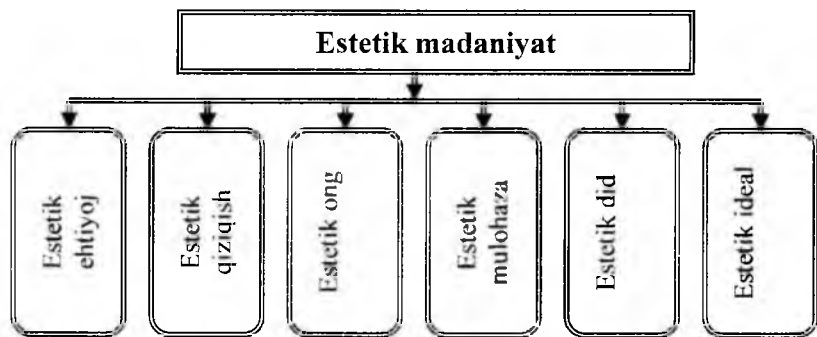 Estetik madaniyat
Estetik
ehtiyoj
Estetik
qiziqish
Estetik ong
Estetik
mulohaza
Estetik did
Estetik ideal